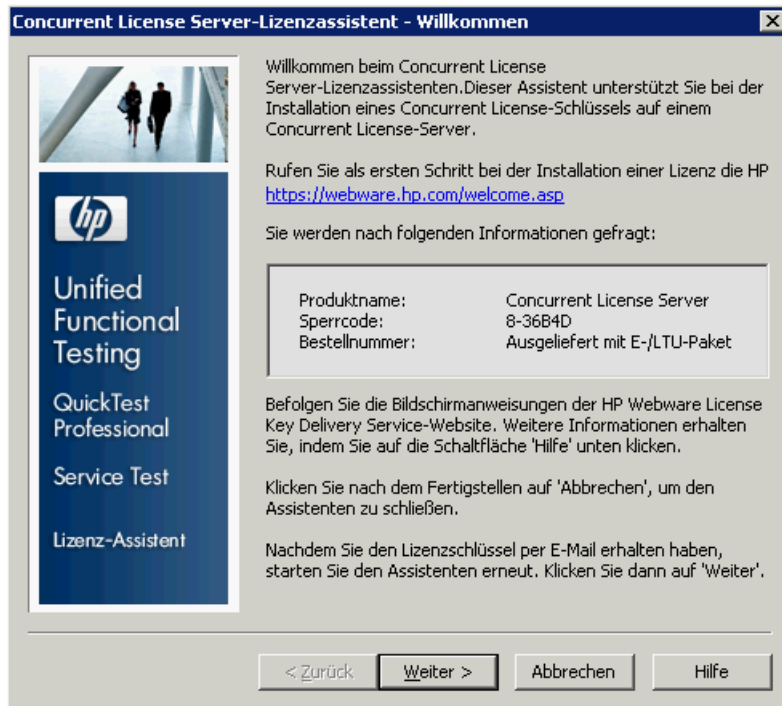 Concurrent License Server-Lizenzassistent - Willkommen
Willkommen beim Concurrent License
Server-Lizenzassistenten.Dieser Assistent unterstützt Sie bei der
Installation eines Concurrent License-Schlüssels auf einem
Concurrent License-Server.
Rufen Sie als ersten Schritt bei der Installation einer Lizenz die HP
https://webware.hp.com/welcome.asp
Sie werden nach folgenden Informationen gefragt:
Produktname: Concurrent License Server
Sperrcode: 8-36B4D
Bestellnummer: Ausgeliefert mit E-/LTU-Paket
Befolgen Sie die Bildschirmanweisungen der HP Webware License
Key Delivery Service-Website. Weitere Informationen erhalten
Sie, indem Sie auf die Schaltfläche 'Hilfe' unten klicken.
Klicken Sie nach dem Fertigstellen auf 'Abbrechen', um den
Assistenten zu schließen.
Nachdem Sie den Lizenzschlüssel per E-Mail erhalten haben,
starten Sie den Assistenten erneut. Klicken Sie dann auf 'Weiter'.
hp
Unified
Functional
Testing
QuickTest
Professional
Service Test
Lizenz-Assistent
< Zurück
Weiter >
Abbrechen
Hilfe